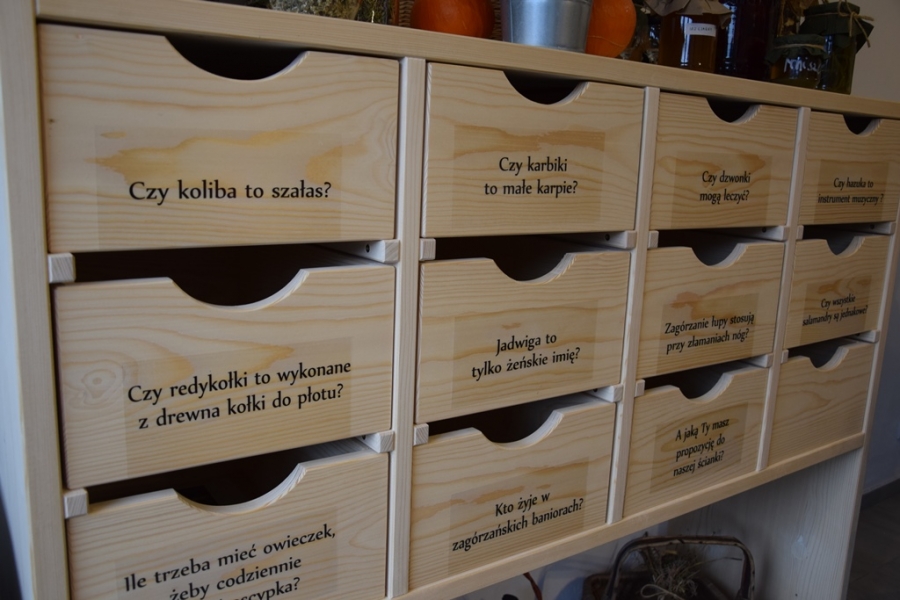 Czy koliba to szałas?
Czy karbiki
to małe karpie?
Czy dzwonki
mogą leczyć?
Czy hanska to
instrument muzyczny?
Czy redykołki to wykonane
z drewna kołki do płotu?
Jadwiga to
tylko żeńskie imię?
Zagórzanie łupy stosują
przy złamaniach nóg?
Czy wszystkie
salamandry są jednakowe?
Ile trzeba mieć owieczek,
żeby codziennie
Kto żyje w
zagórzańskich baniorach?
A jaką Ty masz
propozycję do
naszej ścianki?